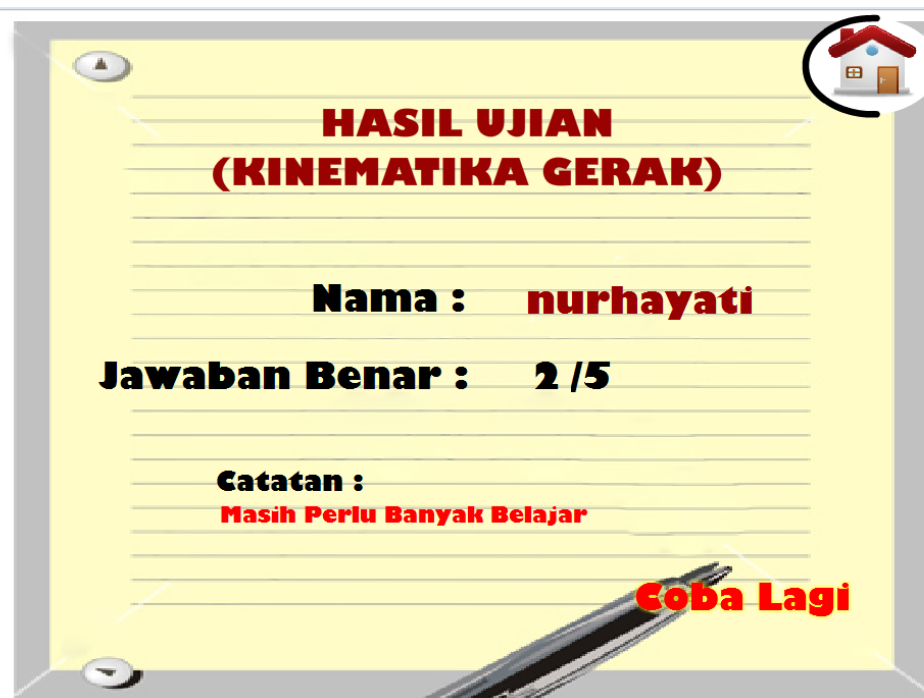 HASIL UJIAN
(KINEMATIKA GERAK)
Nama : nurhayati
Jawaban Benar : 2 /5
Catatan :
Masih Perlu Banyak Belajar
Coba Lagi